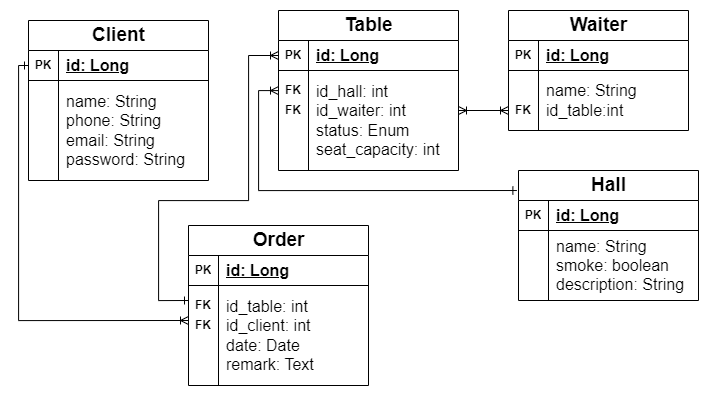 Client
PK id: Long
name: String
phone: String
email: String
password: String
Table
PK id: Long
FK id_hall: int
FK id_waiter: int
status: Enum
seat_capacity: int
Waiter
PK id: Long
name: String
FK id_table:int
Hall
PK id: Long
name: String
smoke: boolean
description: String
Order
PK id: Long
FK id_table: int
FK id_client: int
date: Date
remark: Text